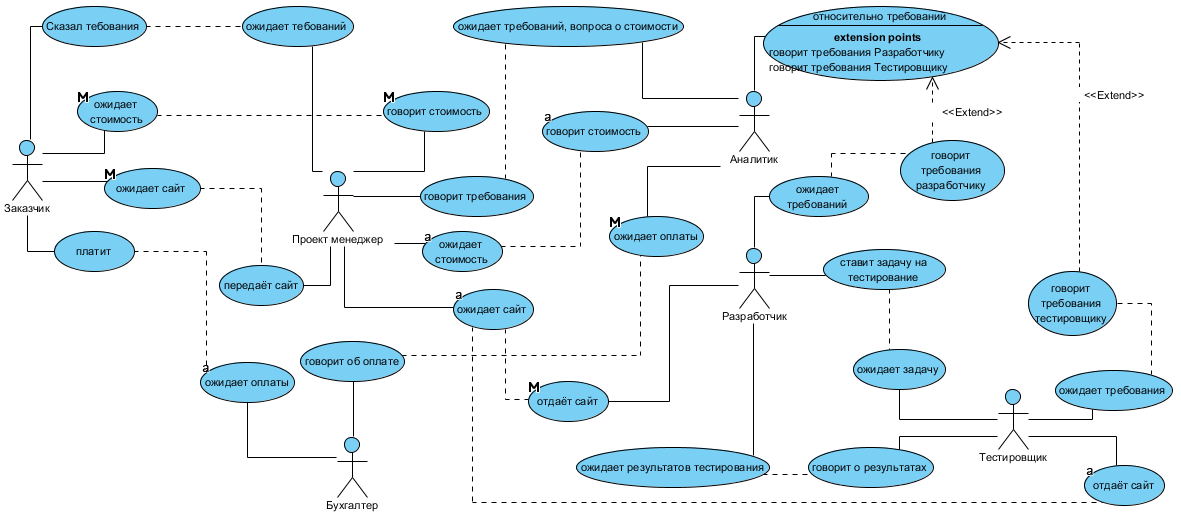 Сказал тебования
ожидает тебований
ожидает требований, вопроса о стоимости
относительно требований
extension points
говорит требования Разработчику
говорит требования Тестировщику
<<Extend>>
<<Extend>>
M
ожидает
стоимость
M
говорит стоимость
a
говорит стоимость
Аналитик
говорит
требования
разработчику
Заказчик
M
ожидает сайт
говорит требования
ожидает
требований
Проект менеджер
a
ожидает
стоимость
M
ожидает оплаты
платит
передаёт сайт
ставит задачу на
тестирование
Разработчик
a
ожидает сайт
говорит
требования
тестировщику
говорит об оплате
a
ожидает оплаты
M
отдаёт сайт
ожидает задачу
ожидает требования
Тестировщик
ожидает результатов тестирования
говорит о результатах
a
отдаёт сайт
Бухгалтер